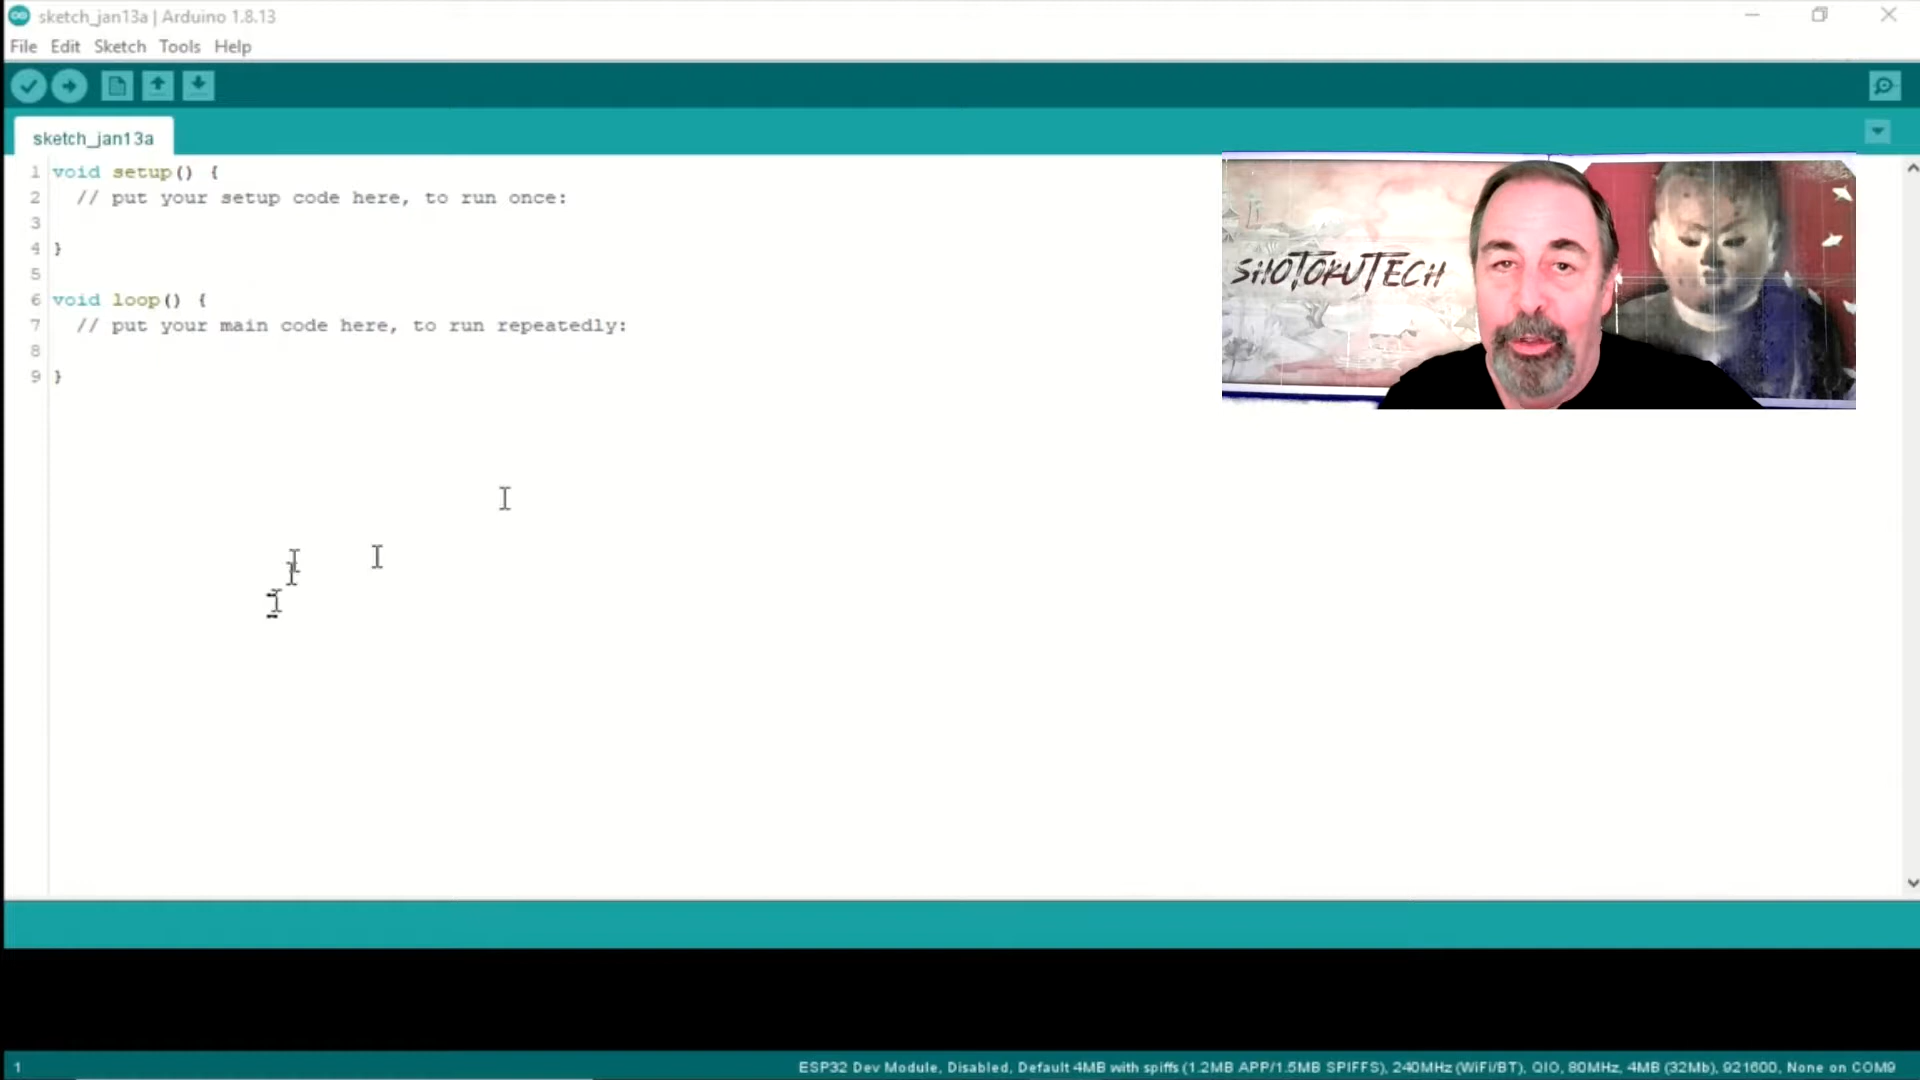 sketch_jan13a | Arduino 1.8.13
File Edit Sketch Tools Help
sketch_jan13a
1 void setup() {
2 // put your setup code here, to run once:
3
4 }
5
6 void loop() {
7 // put your main code here, to run repeatedly:
8
9 }
SHOTOKUTECH
1 ESP32 Dev Module, Disabled, Default 4MB with spiffs (1.2MB APP/1.5MB SPIFFS), 240MHz (WiFi/BT), QIO, 80MHz, 4MB (32Mb), 921600, None on COM9